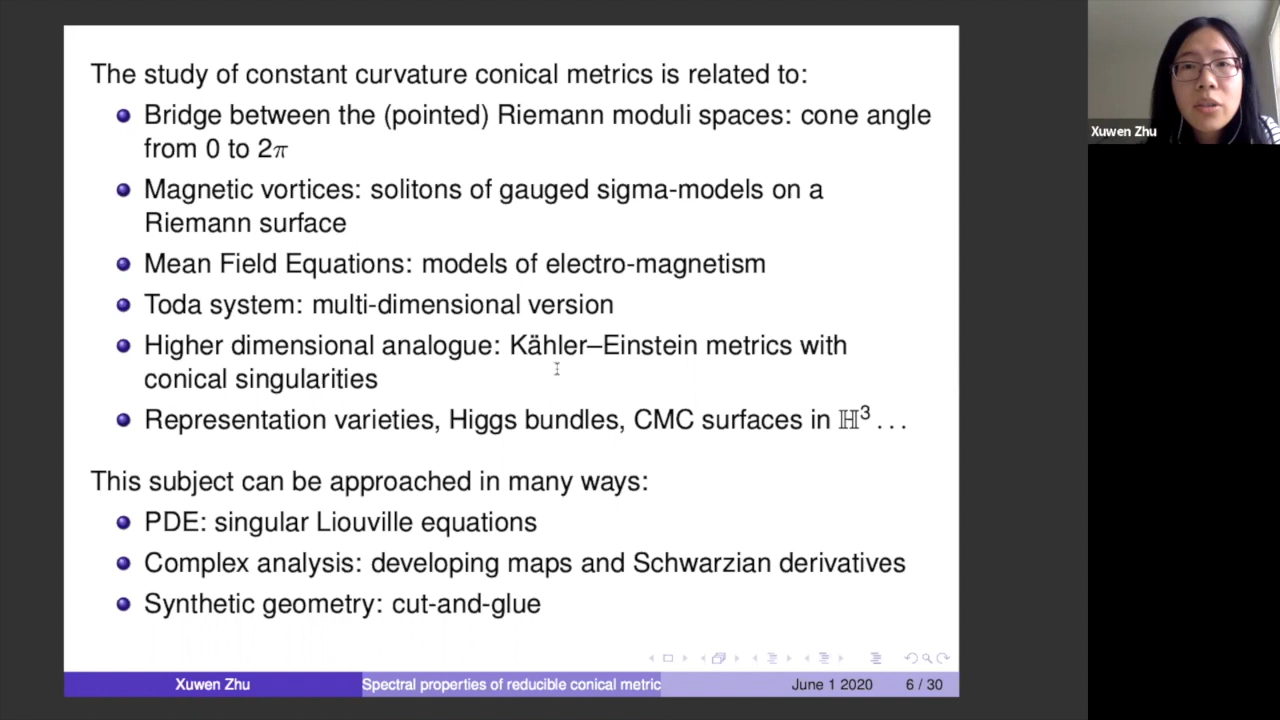 The study of constant curvature conical metrics is related to:
Bridge between the (pointed) Riemann moduli spaces: cone angle
from 0 to 2π
Magnetic vortices: solitons of gauged sigma-models on a
Riemann surface
Mean Field Equations: models of electro-magnetism
Toda system: multi-dimensional version
Higher dimensional analogue: Kähler–Einstein metrics with
conical singularities
Representation varieties, Higgs bundles, CMC surfaces in ℍ³ . . .
This subject can be approached in many ways:
PDE: singular Liouville equations
Complex analysis: developing maps and Schwarzian derivatives
Synthetic geometry: cut-and-glue
Xuwen Zhu
Spectral properties of reducible conical metric
June 1 2020
6 / 30
Xuwen Zhu